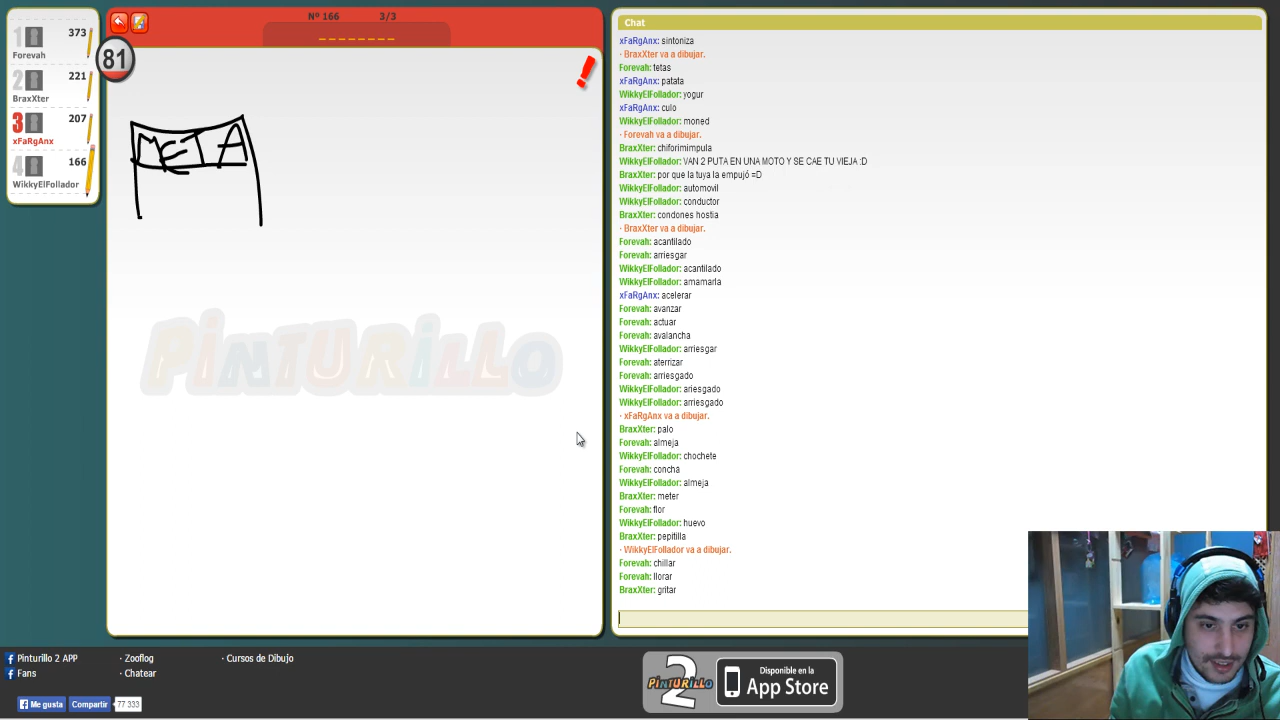 1 373
Forevah
2 221
BraxXter
3 207
xFaRgAnx
4 166
WikkyElFollador
81
Nº 166 3/3
_ _ _ _ _ _ _ _
META
PINTURILLO
Chat
xFaRgAnx: sintoniza
· BraxXter va a dibujar.
Forevah: tetas
xFaRgAnx: patata
WikkyElFollador: yogur
xFaRgAnx: culo
WikkyElFollador: moned
· Forevah va a dibujar.
BraxXter: chiforimimpula
WikkyElFollador: VAN 2 PUTA EN UNA MOTO Y SE CAE TU VIEJA :D
BraxXter: por que la tuya la empujó =D
WikkyElFollador: automovil
WikkyElFollador: conductor
BraxXter: condones hostia
· BraxXter va a dibujar.
Forevah: acantilado
Forevah: arriesgar
WikkyElFollador: acantilado
WikkyElFollador: amamarla
xFaRgAnx: acelerar
Forevah: avanzar
Forevah: actuar
Forevah: avalancha
WikkyElFollador: arriesgar
Forevah: aterrizar
Forevah: arriesgado
WikkyElFollador: ariesgado
WikkyElFollador: arriesgado
· xFaRgAnx va a dibujar.
BraxXter: palo
Forevah: almeja
WikkyElFollador: chochete
Forevah: concha
WikkyElFollador: almeja
BraxXter: meter
Forevah: flor
WikkyElFollador: huevo
BraxXter: pepitilla
· WikkyElFollador va a dibujar.
Forevah: chillar
Forevah: llorar
BraxXter: gritar
Pinturillo 2 APP · Zooflog · Cursos de Dibujo
Fans · Chatear
Me gusta Compartir 77 333
PINTURILLO 2
Disponible en la
App Store